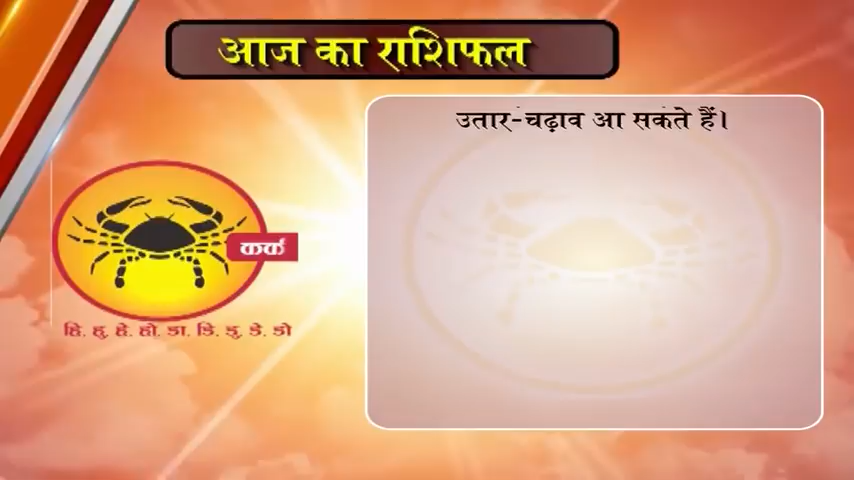 आज का राशिफल
उतार-चढ़ाव आ सकते हैं।
कर्क
हि. हु. हे. हो. डा. डि. डु. डे. डो